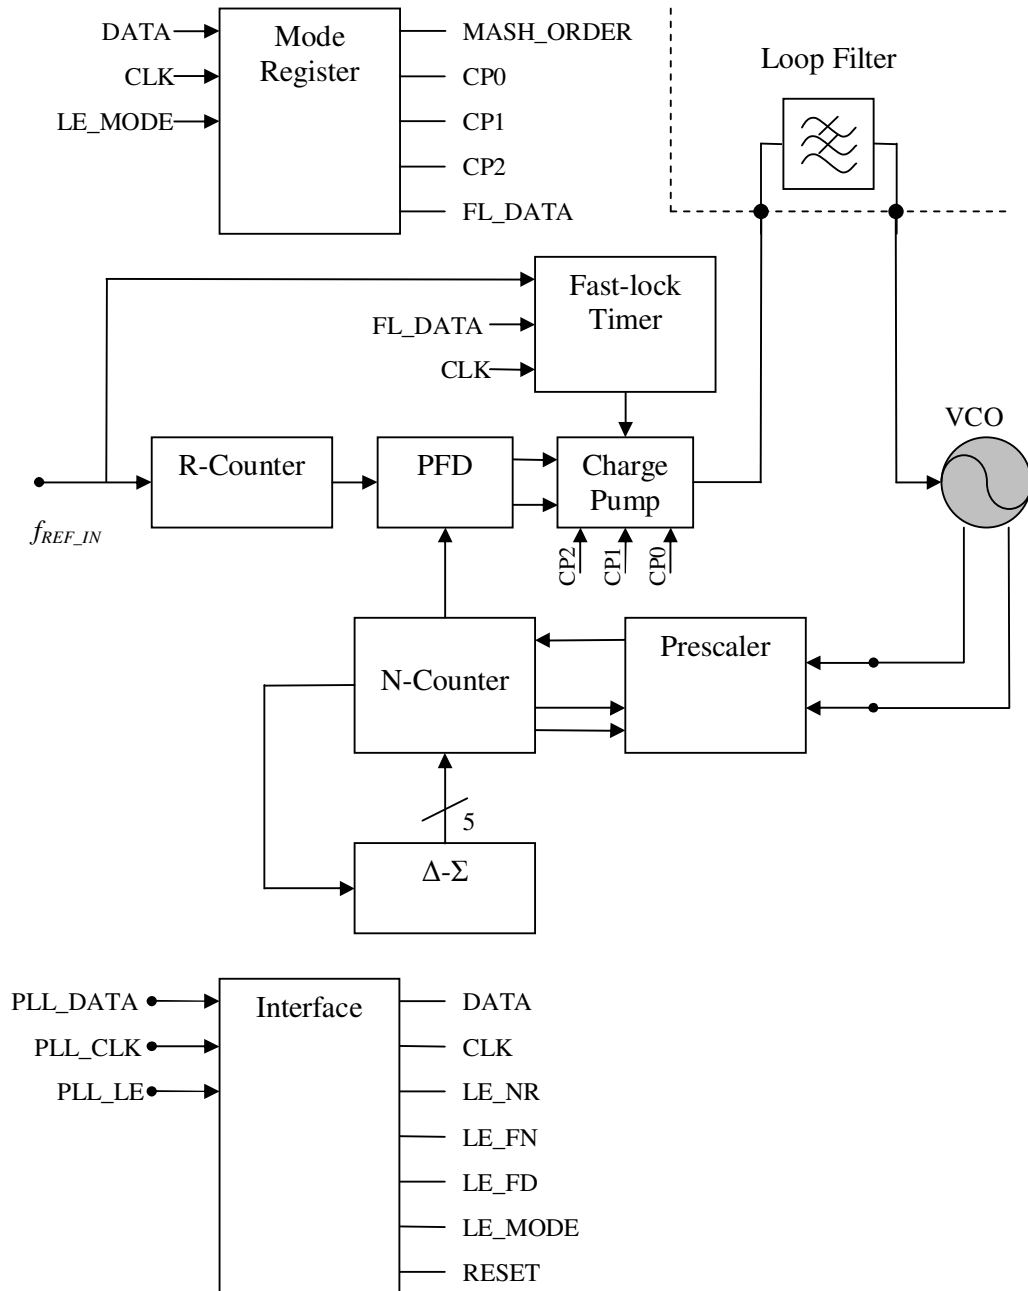 DATA
CLK
LE_MODE
Mode
Register
MASH_ORDER
CP0
CP1
CP2
FL_DATA
Loop Filter
Fast-lock
Timer
FL_DATA
CLK
VCO
R-Counter
PFD
Charge
Pump
fREF_IN
CP2
CP1
CP0
N-Counter
Prescaler
5
Δ-Σ
PLL_DATA
PLL_CLK
PLL_LE
Interface
DATA
CLK
LE_NR
LE_FN
LE_FD
LE_MODE
RESET